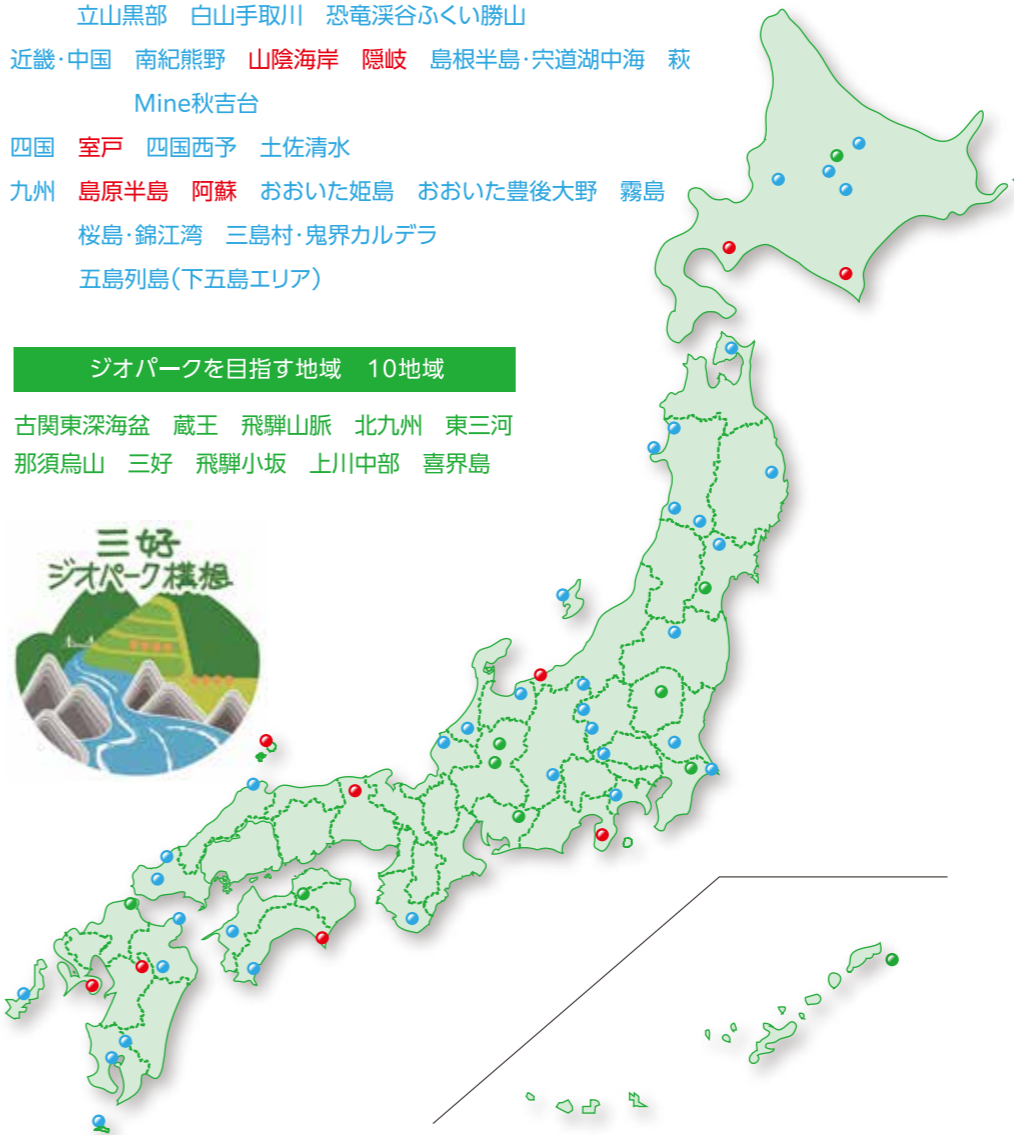 立山黒部　白山手取川　恐竜渓谷ふくい勝山
近畿・中国　南紀熊野　山陰海岸　隠岐　島根半島・宍道湖中海　萩
Mine秋吉台
四国　室戸　四国西予　土佐清水
九州　島原半島　阿蘇　おおいた姫島　おおいた豊後大野　霧島
桜島・錦江湾　三島村・鬼界カルデラ
五島列島(下五島エリア)
ジオパークを目指す地域　10地域
古関東深海盆　蔵王　飛騨山脈　北九州　東三河
那須烏山　三好　飛騨小坂　上川中部　喜界島
三好
ジオパーク構想